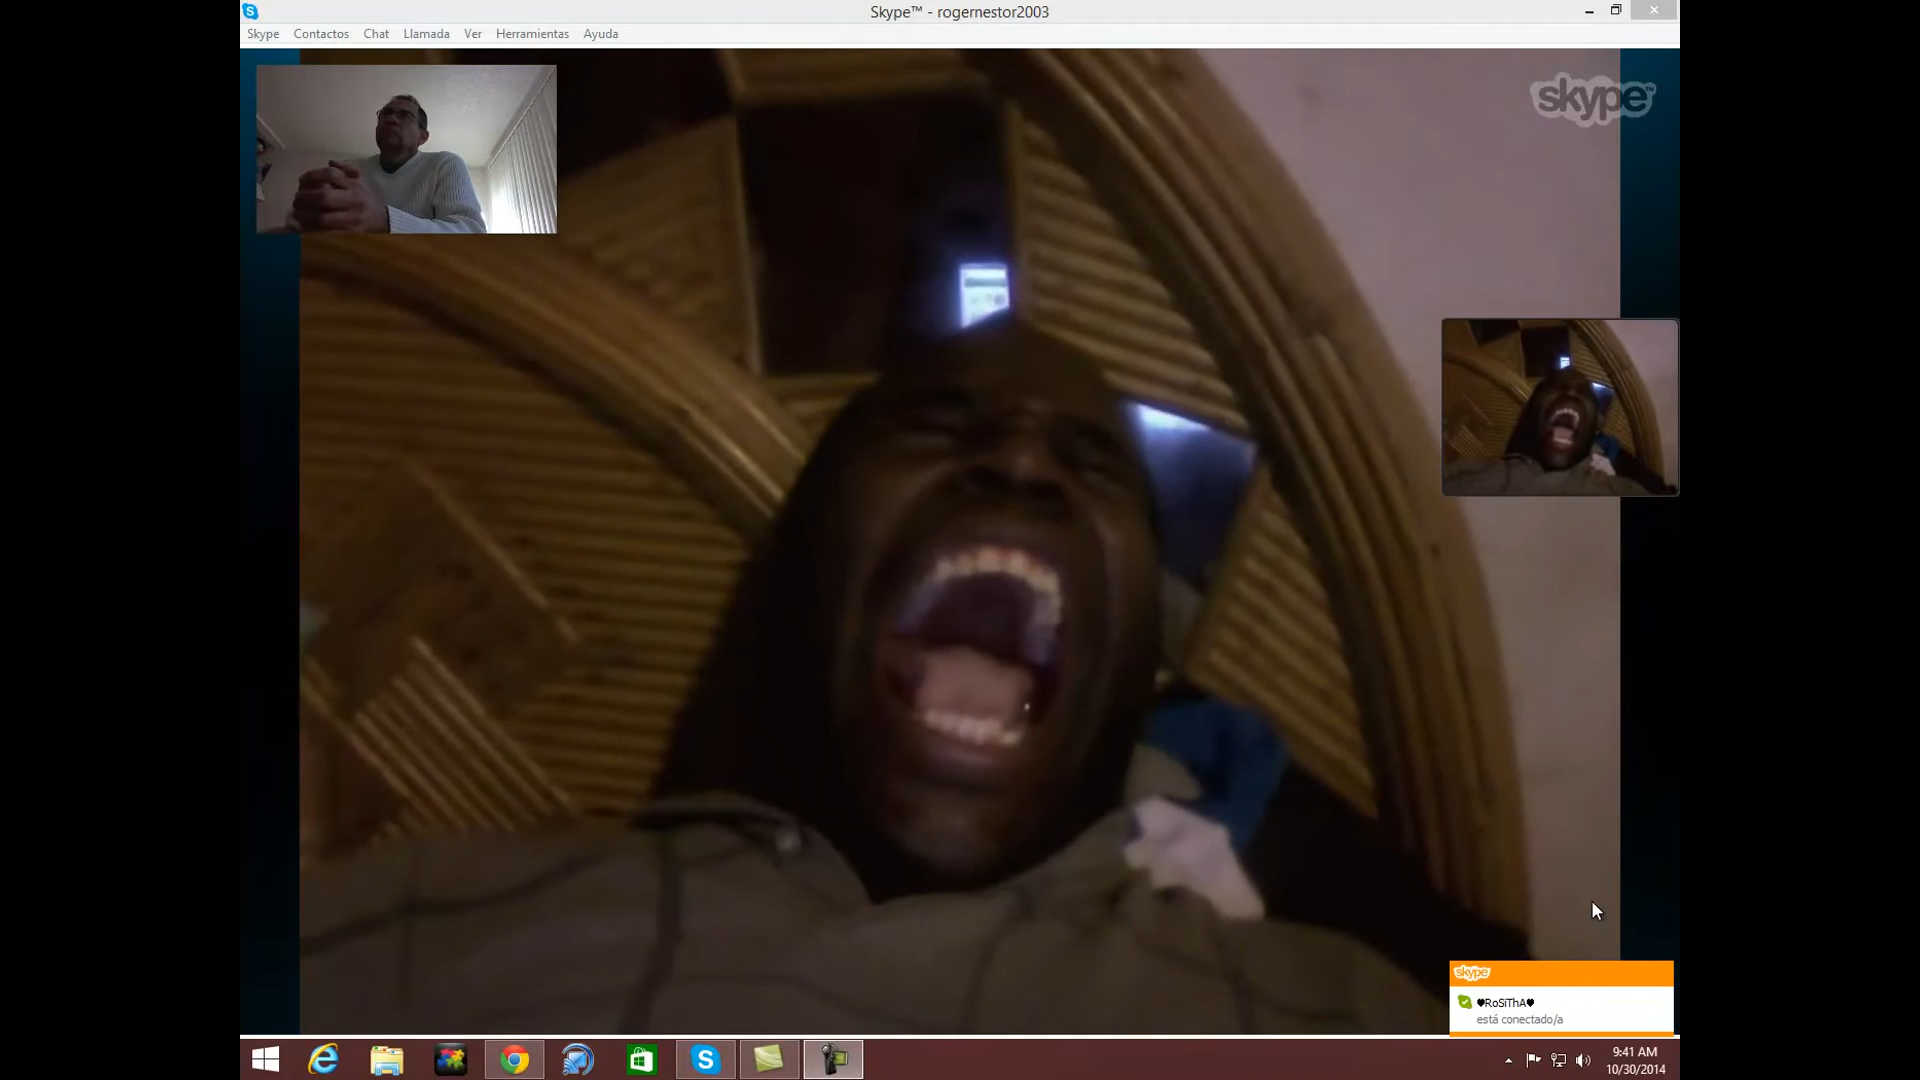 Skype™ - rogernestor2003
Skype Contactos Chat Llamada Ver Herramientas Ayuda
skype™
skype
♥RoSiThA♥
está conectado/a
9:41 AM
10/30/2014